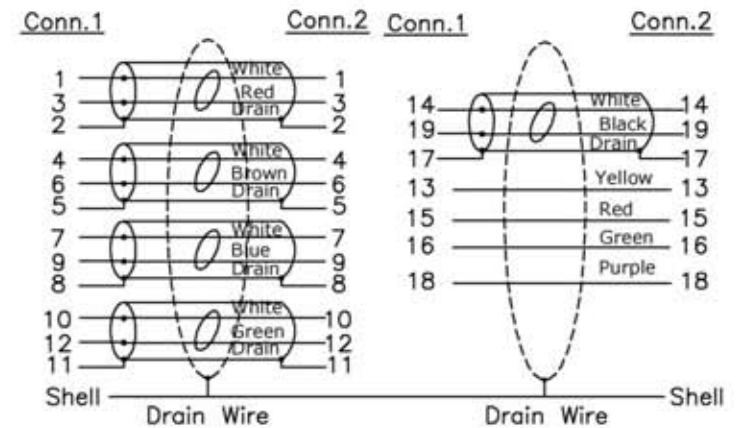 Conn.1 Conn.2
1 White 1
3 Red 3
2 Drain 2
4 White 4
6 Brown 6
5 Drain 5
7 White 7
9 Blue 9
8 Drain 8
10 White 10
12 Green 12
11 Drain 11
Conn.1 Conn.2
14 White 14
19 Black 19
17 Drain 17
13 Yellow 13
15 Red 15
16 Green 16
18 Purple 18
Shell Shell
Drain Wire Drain Wire